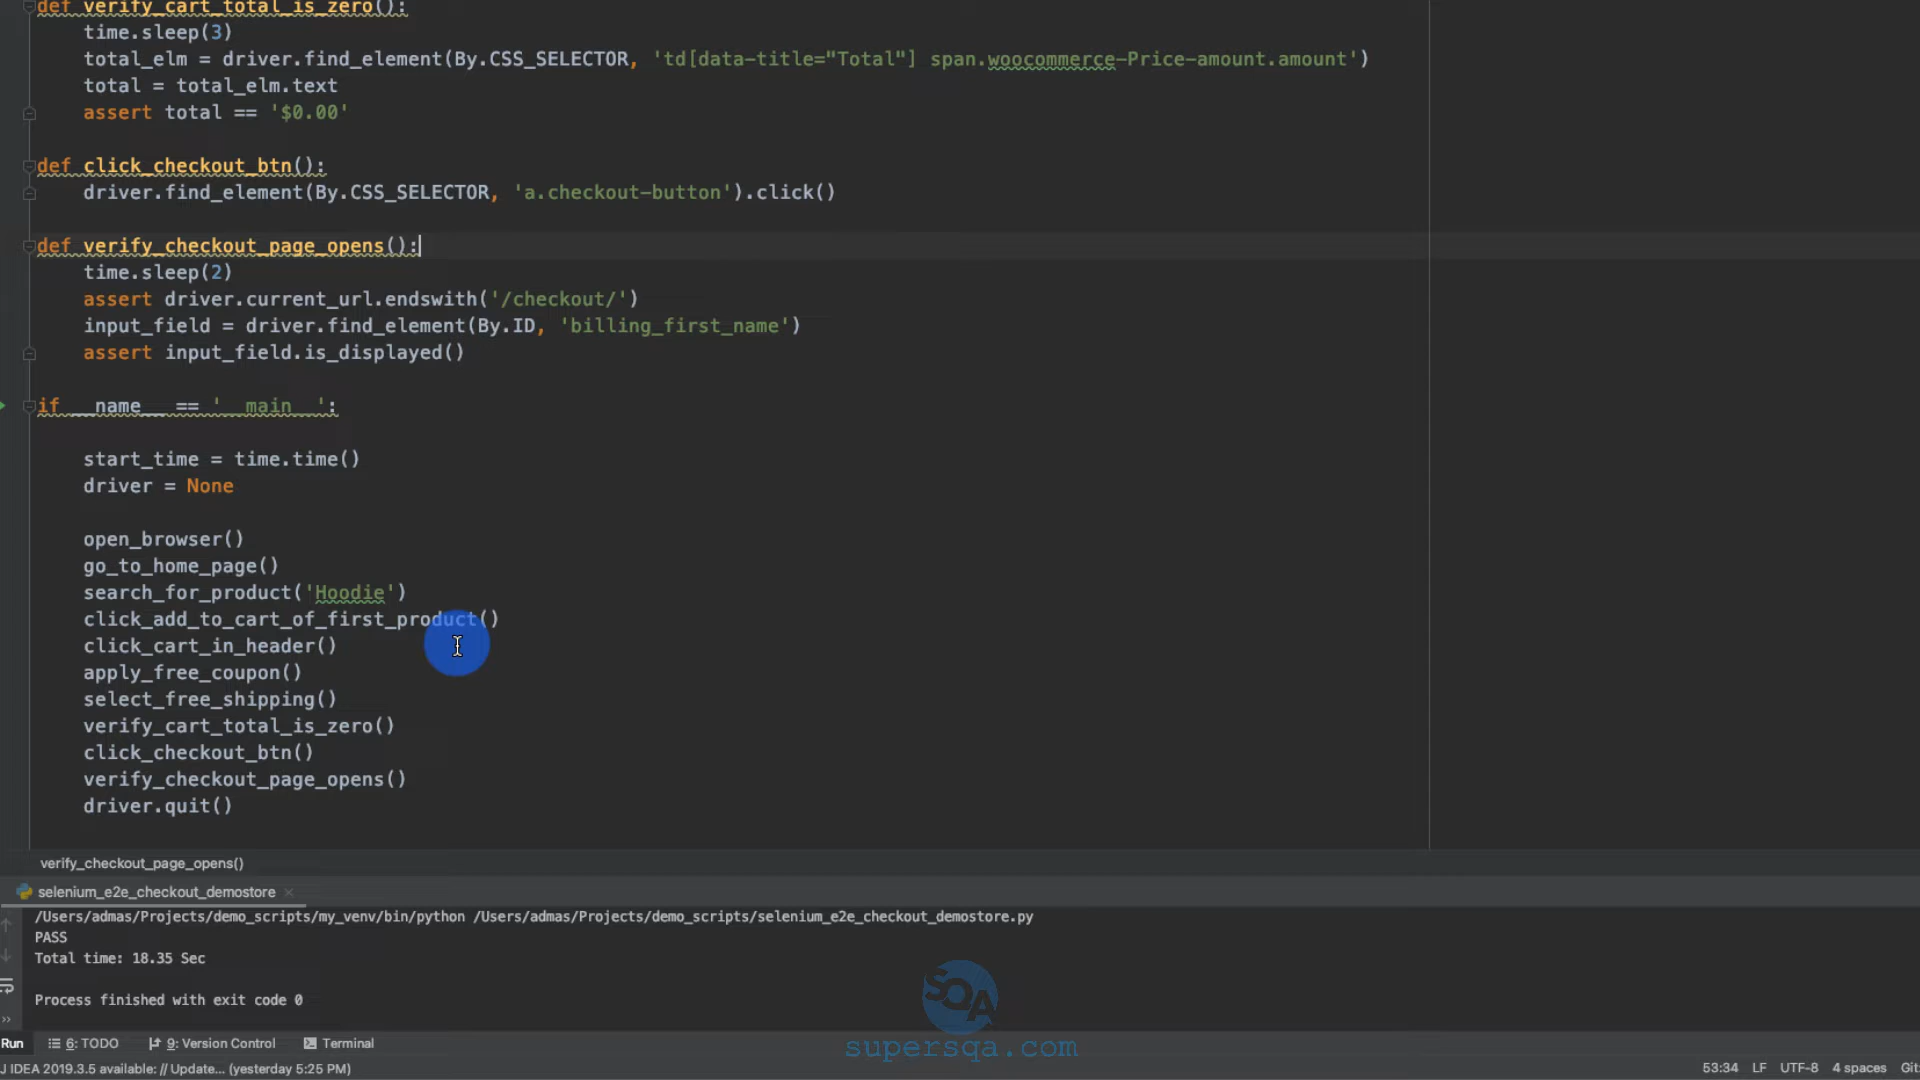 def verify_cart_total_is_zero():
    time.sleep(3)
    total_elm = driver.find_element(By.CSS_SELECTOR, 'td[data-title="Total"] span.woocommerce-Price-amount.amount')
    total = total_elm.text
    assert total == '$0.00'
def click_checkout_btn():
    driver.find_element(By.CSS_SELECTOR, 'a.checkout-button').click()
def verify_checkout_page_opens():
    time.sleep(2)
    assert driver.current_url.endswith('/checkout/')
    input_field = driver.find_element(By.ID, 'billing_first_name')
    assert input_field.is_displayed()
if __name__ == '__main__':
    start_time = time.time()
    driver = None
    open_browser()
    go_to_home_page()
    search_for_product('Hoodie')
    click_add_to_cart_of_first_product()
    click_cart_in_header()
    apply_free_coupon()
    select_free_shipping()
    verify_cart_total_is_zero()
    click_checkout_btn()
    verify_checkout_page_opens()
    driver.quit()
verify_checkout_page_opens()
selenium_e2e_checkout_demostore
/Users/admas/Projects/demo_scripts/my_venv/bin/python /Users/admas/Projects/demo_scripts/selenium_e2e_checkout_demostore.py
PASS
Total time: 18.35 Sec
Process finished with exit code 0
SQA
supersqa.com
Run 6: TODO 9: Version Control Terminal
J IDEA 2019.3.5 available: // Update... (yesterday 5:25 PM) 53:34 LF UTF-8 4 spaces Git